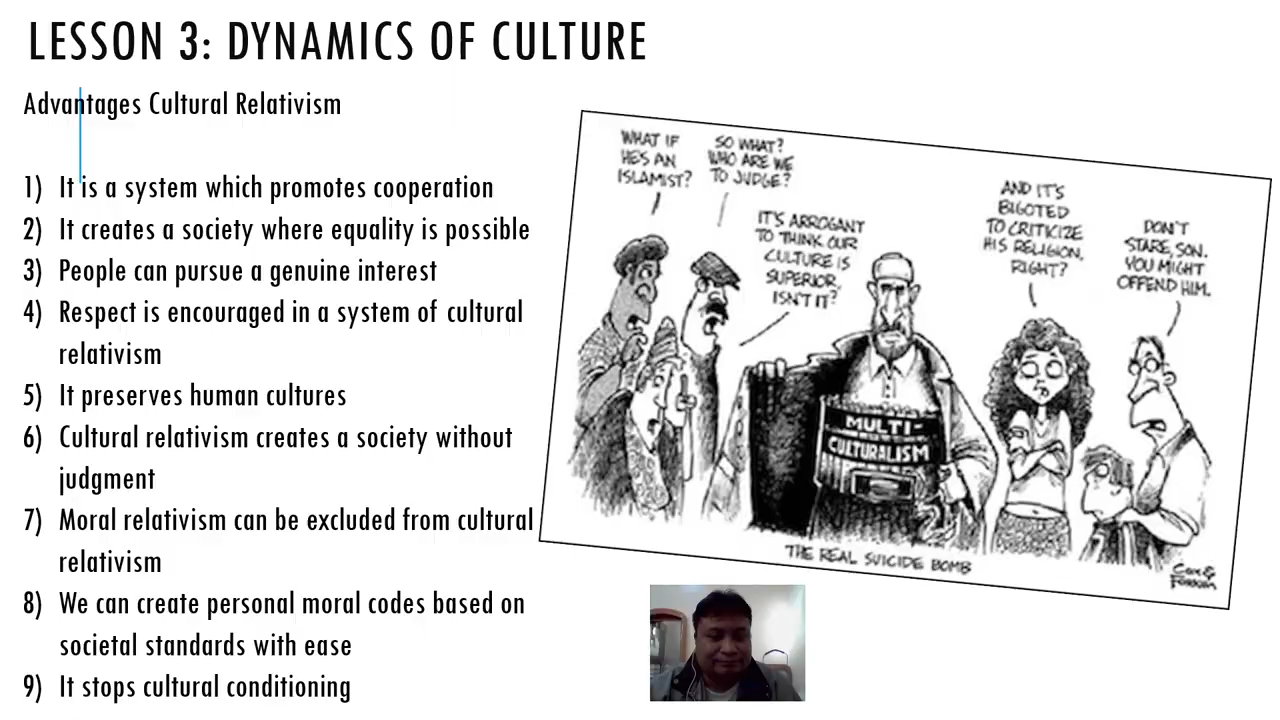 LESSON 3: DYNAMICS OF CULTURE
Advantages Cultural Relativism
1) It is a system which promotes cooperation
2) It creates a society where equality is possible
3) People can pursue a genuine interest
4) Respect is encouraged in a system of cultural
relativism
5) It preserves human cultures
6) Cultural relativism creates a society without
judgment
7) Moral relativism can be excluded from cultural
relativism
8) We can create personal moral codes based on
societal standards with ease
9) It stops cultural conditioning
WHAT IF
HE'S AN
ISLAMIST?
SO WHAT?
WHO ARE WE
TO JUDGE?
IT'S ARROGANT
TO THINK OUR
CULTURE IS
SUPERIOR,
ISN'T IT?
AND IT'S
BIGOTED
TO CRITICIZE
HIS RELIGION,
RIGHT?
DON'T
STARE, SON.
YOU MIGHT
OFFEND HIM.
MULTI-
CULTURALISM
THE REAL SUICIDE BOMB
Cox &
Forkum